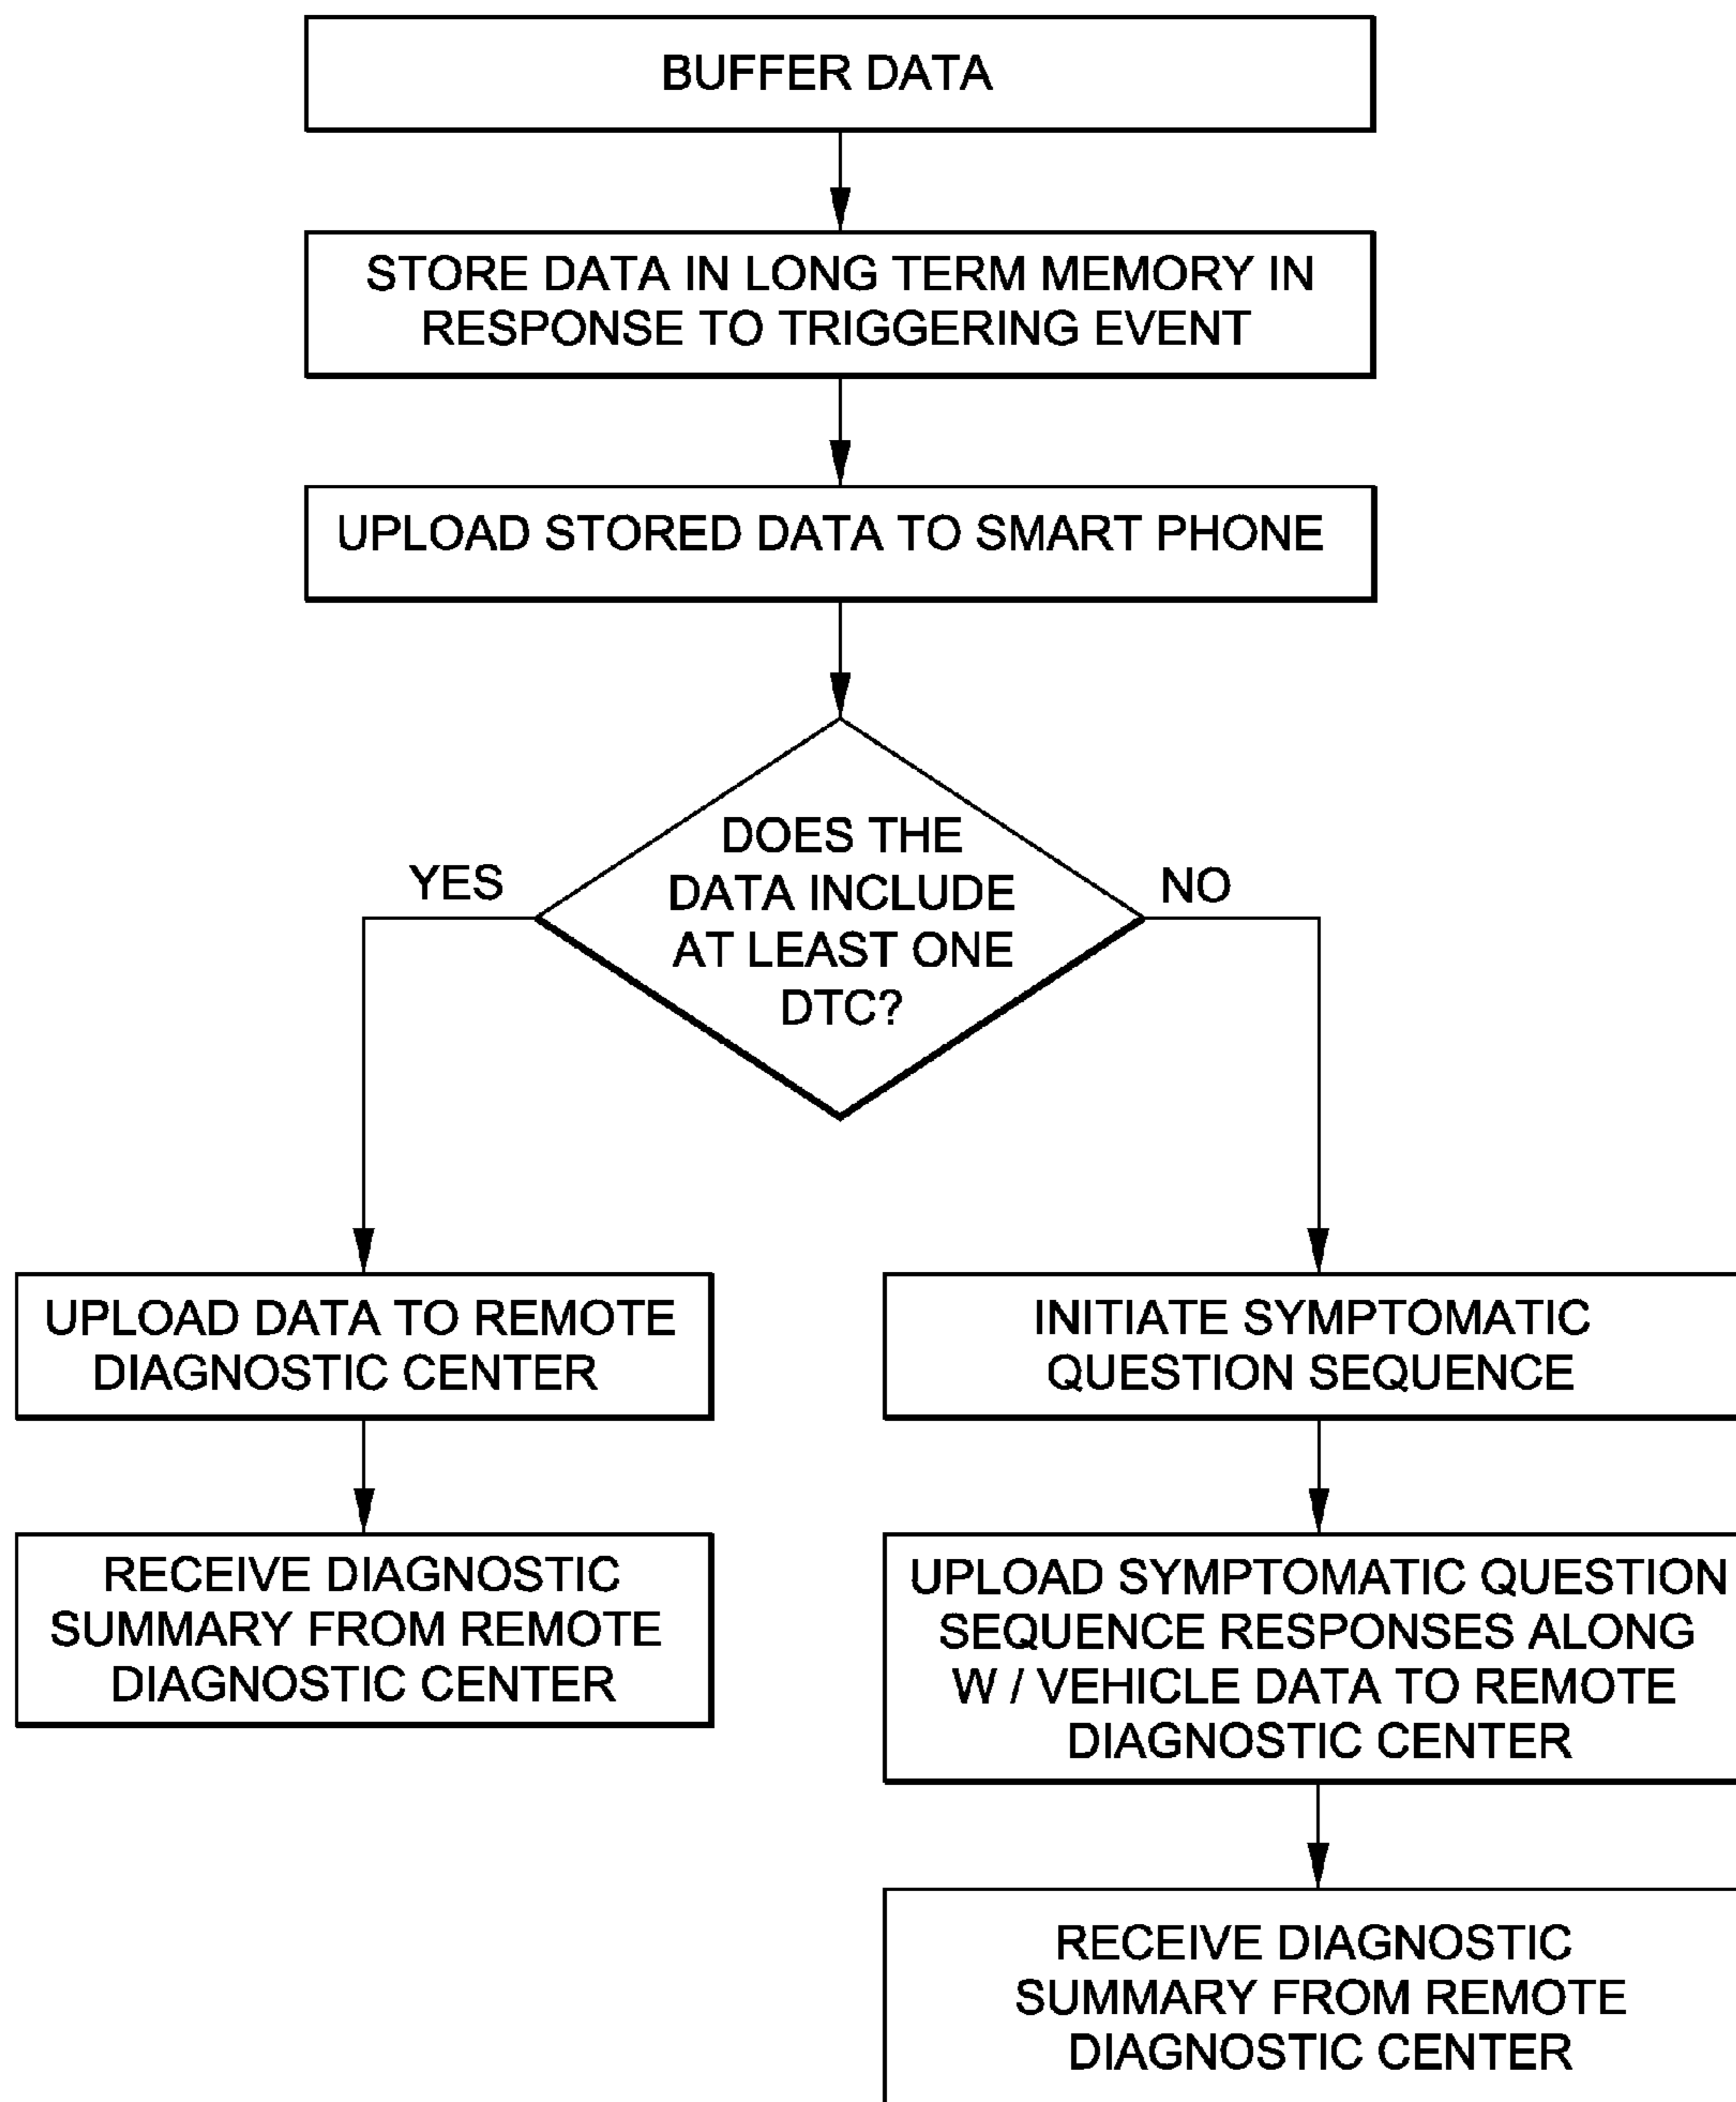 BUFFER DATA
STORE DATA IN LONG TERM MEMORY IN
RESPONSE TO TRIGGERING EVENT
UPLOAD STORED DATA TO SMART PHONE
DOES THE
DATA INCLUDE
AT LEAST ONE
DTC?
YES
NO
UPLOAD DATA TO REMOTE
DIAGNOSTIC CENTER
RECEIVE DIAGNOSTIC
SUMMARY FROM REMOTE
DIAGNOSTIC CENTER
INITIATE SYMPTOMATIC
QUESTION SEQUENCE
UPLOAD SYMPTOMATIC QUESTION
SEQUENCE RESPONSES ALONG
W / VEHICLE DATA TO REMOTE
DIAGNOSTIC CENTER
RECEIVE DIAGNOSTIC
SUMMARY FROM REMOTE
DIAGNOSTIC CENTER